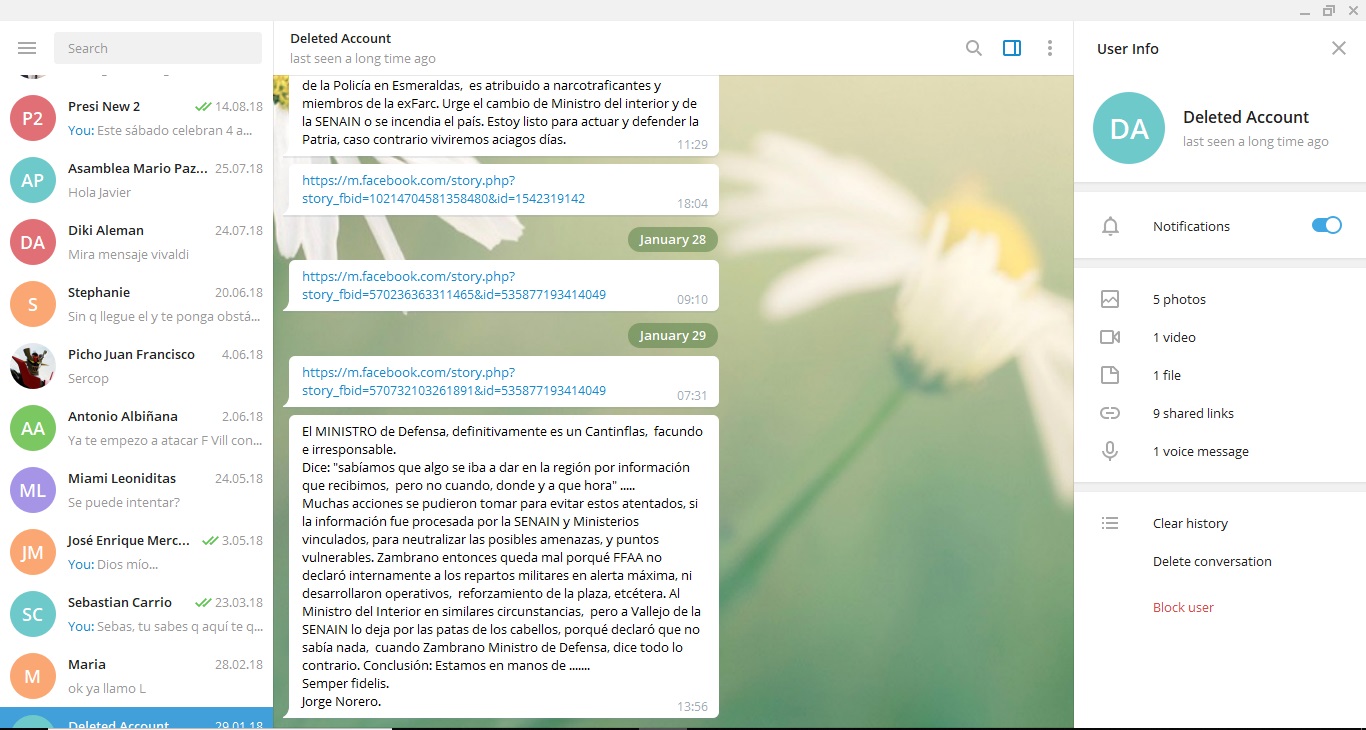 Search
Presi New 2
14.08.18
You: Este sábado celebran 4 a...
Asamblea Mario Paz...
25.07.18
Hola Javier
Diki Aleman
24.07.18
Mira mensaje vivaldi
Stephanie
20.06.18
Sin q llegue el y te ponga obstá...
Picho Juan Francisco
4.06.18
Sercop
Antonio Albiñana
2.06.18
Ya te empezo a atacar F Vill con...
Miami Leoniditas
24.05.18
Se puede intentar?
José Enrique Merc...
3.05.18
You: Dios mío...
Sebastian Carrio
23.03.18
You: Sebas, tu sabes q aquí te q...
Maria
28.02.18
ok ya llamo L
Deleted Account
29.01.18
P2
AP
DA
S
AA
ML
JM
SC
M
Deleted Account
last seen a long time ago
de la Policía en Esmeraldas,  es atribuido a narcotraficantes y
miembros de la exFarc. Urge el cambio de Ministro del interior y de
la SENAIN o se incendia el país. Estoy listo para actuar y defender la
Patria, caso contrario viviremos aciagos días.
11:29
https://m.facebook.com/story.php?
story_fbid=10214704581358480&id=1542319142
18:04
January 28
https://m.facebook.com/story.php?
story_fbid=570236363311465&id=535877193414049
09:10
January 29
https://m.facebook.com/story.php?
story_fbid=570732103261891&id=535877193414049
07:31
El MINISTRO de Defensa, definitivamente es un Cantinflas,  facundo
e irresponsable.
Dice: "sabíamos que algo se iba a dar en la región por información
que recibimos,  pero no cuando, donde y a que hora" .....
Muchas acciones se pudieron tomar para evitar estos atentados, si
la información fue procesada por la SENAIN y Ministerios
vinculados, para neutralizar las posibles amenazas, y puntos
vulnerables. Zambrano entonces queda mal porqué FFAA no
declaró internamente a los repartos militares en alerta máxima, ni
desarrollaron operativos,  reforzamiento de la plaza, etcétera. Al
Ministro del Interior en similares circunstancias,  pero a Vallejo de la
SENAIN lo deja por las patas de los cabellos, porqué declaró que no
sabía nada,  cuando Zambrano Ministro de Defensa, dice todo lo
contrario. Conclusión: Estamos en manos de .......
Semper fidelis.
Jorge Norero.
13:56
User Info
DA
Deleted Account
last seen a long time ago
Notifications
5 photos
1 video
1 file
9 shared links
1 voice message
Clear history
Delete conversation
Block user